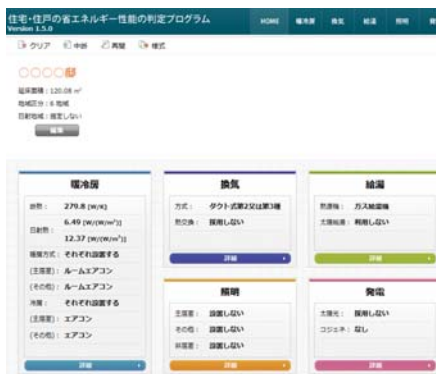 住宅・住戸の省エネルギー性能の判定プログラム
Version 1.5.0
HOME 暖冷房 換気 給湯 照明
クリア 中断 再開 様式
〇〇〇〇邸
延床面積：120.08 m²
地域区分：6 地域
日射地域：指定しない
編集
暖冷房
外熱： 279.8 [W/K]
日射熱： 6.49 [W/(W/m²)]
12.37 [W/(W/m²)]
暖房方式： それぞれ設置する
(主居室)： ルームエアコン
(その他)： ルームエアコン
冷房： それぞれ設置する
(主居室)： エアコン
(その他)： エアコン
詳細
換気
方式： ダクト式第2又は第3種
熱交換： 採用しない
詳細
給湯
熱源機： ガス給湯機
太陽給湯： 利用しない
詳細
照明
主居室： 設置しない
その他： 設置しない
非居室： 設置しない
詳細
発電
太陽光： 採用しない
コジェネ： なし
詳細